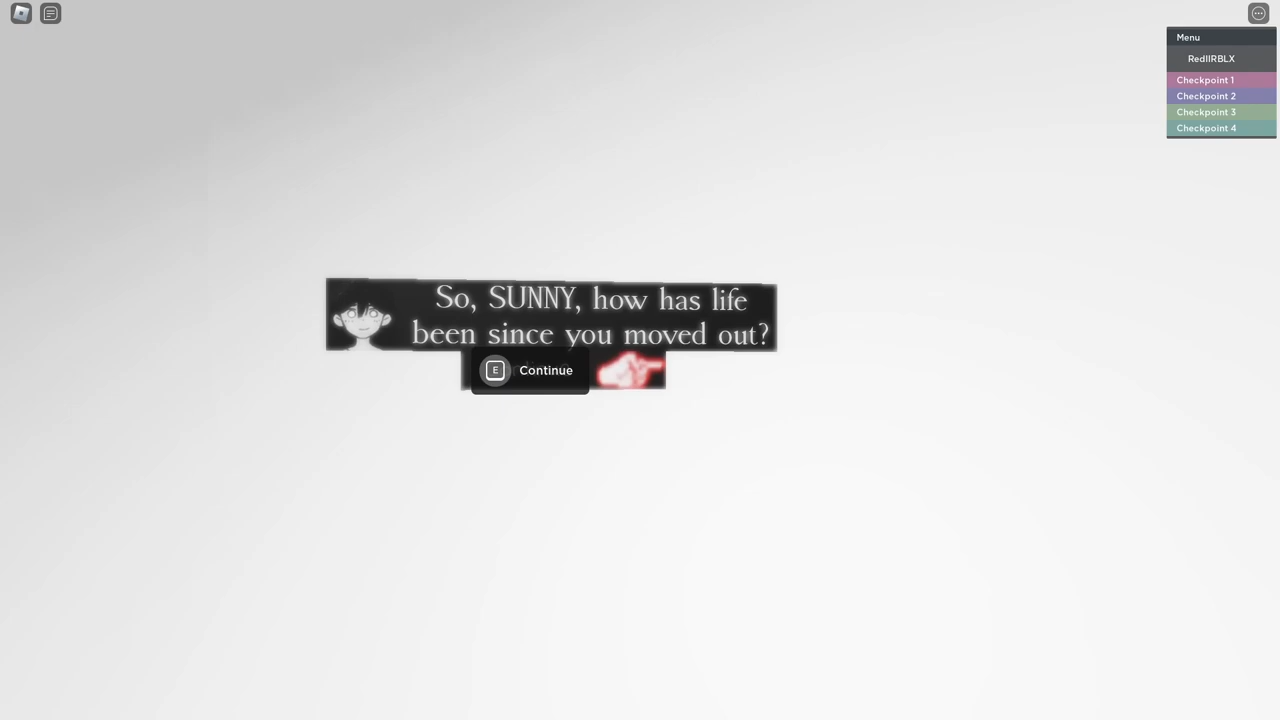 Menu
RedIIRBLX
Checkpoint 1
Checkpoint 2
Checkpoint 3
Checkpoint 4
So, SUNNY, how has life
been since you moved out?
E Continue